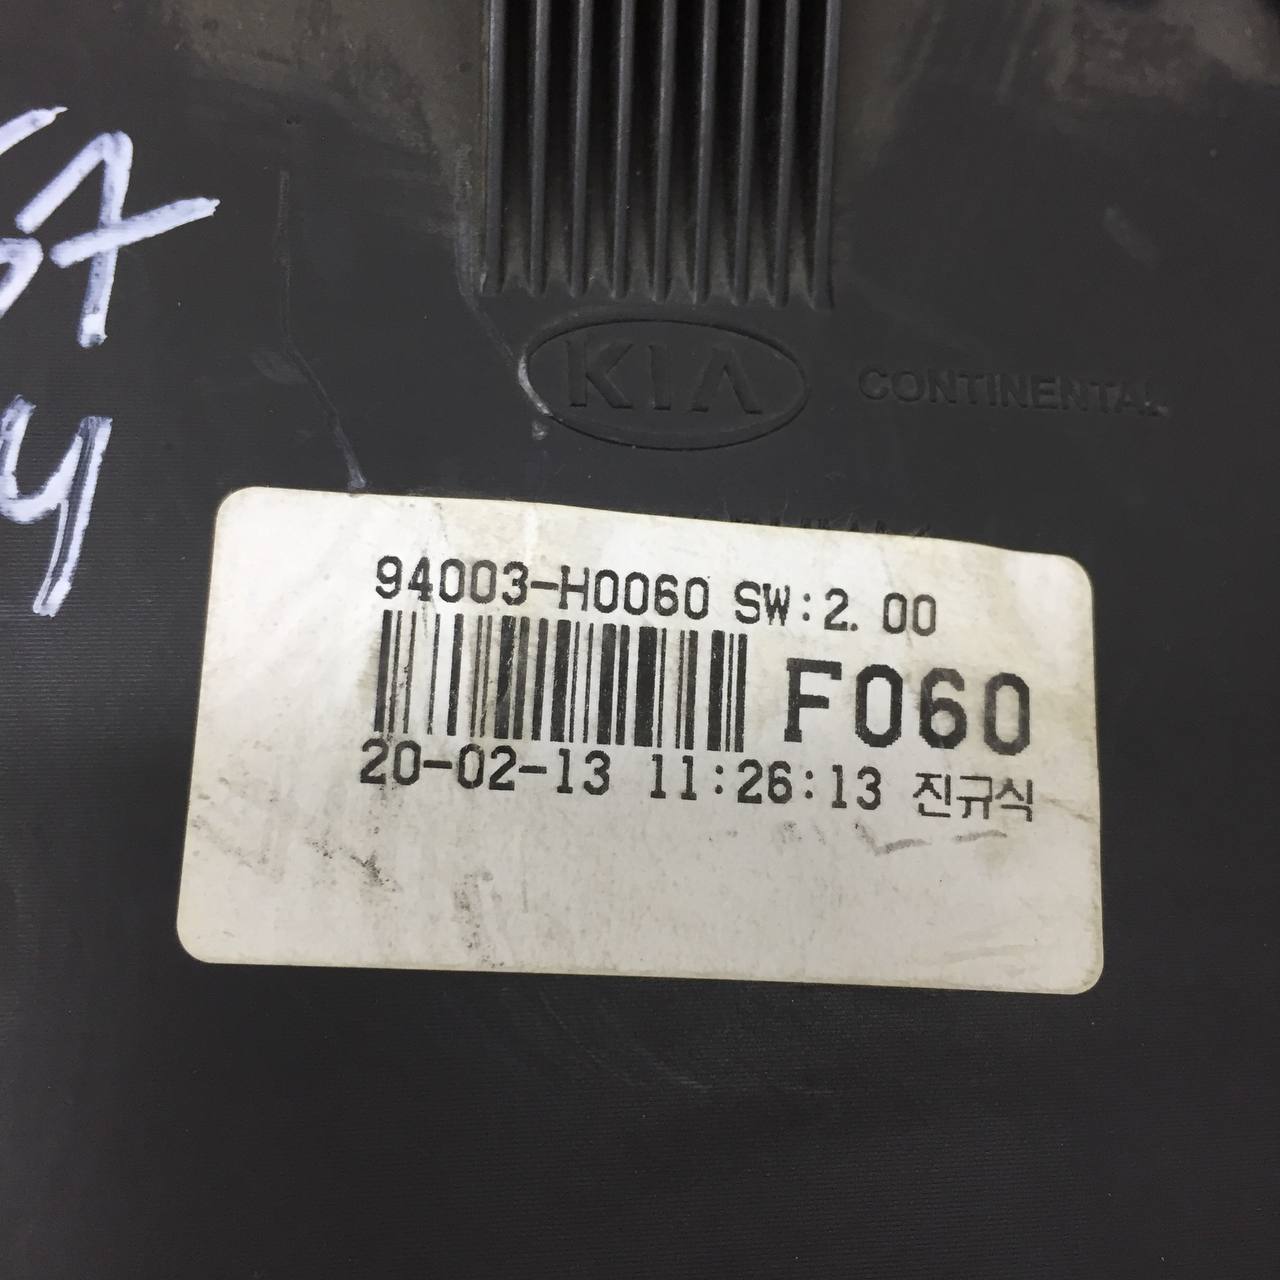 KIA
CONTINENTAL
94003-H0060 SW:2.00
F060
20-02-13 11:26:13 진규식